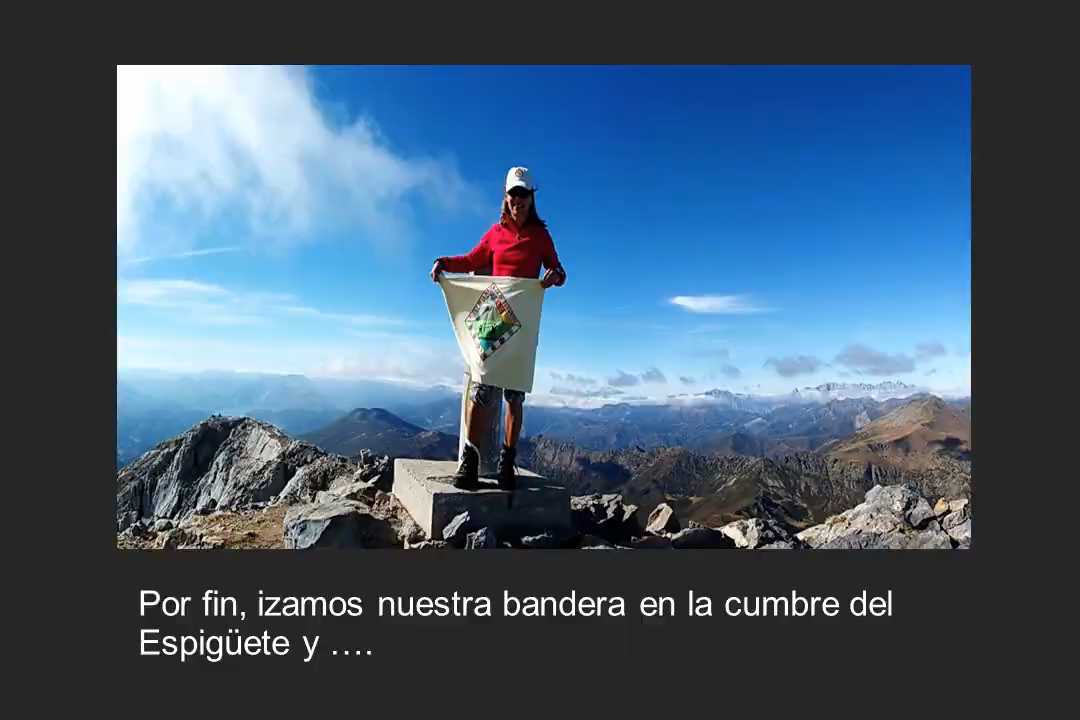 Por fin, izamos nuestra bandera en la cumbre del
Espigüete y ….